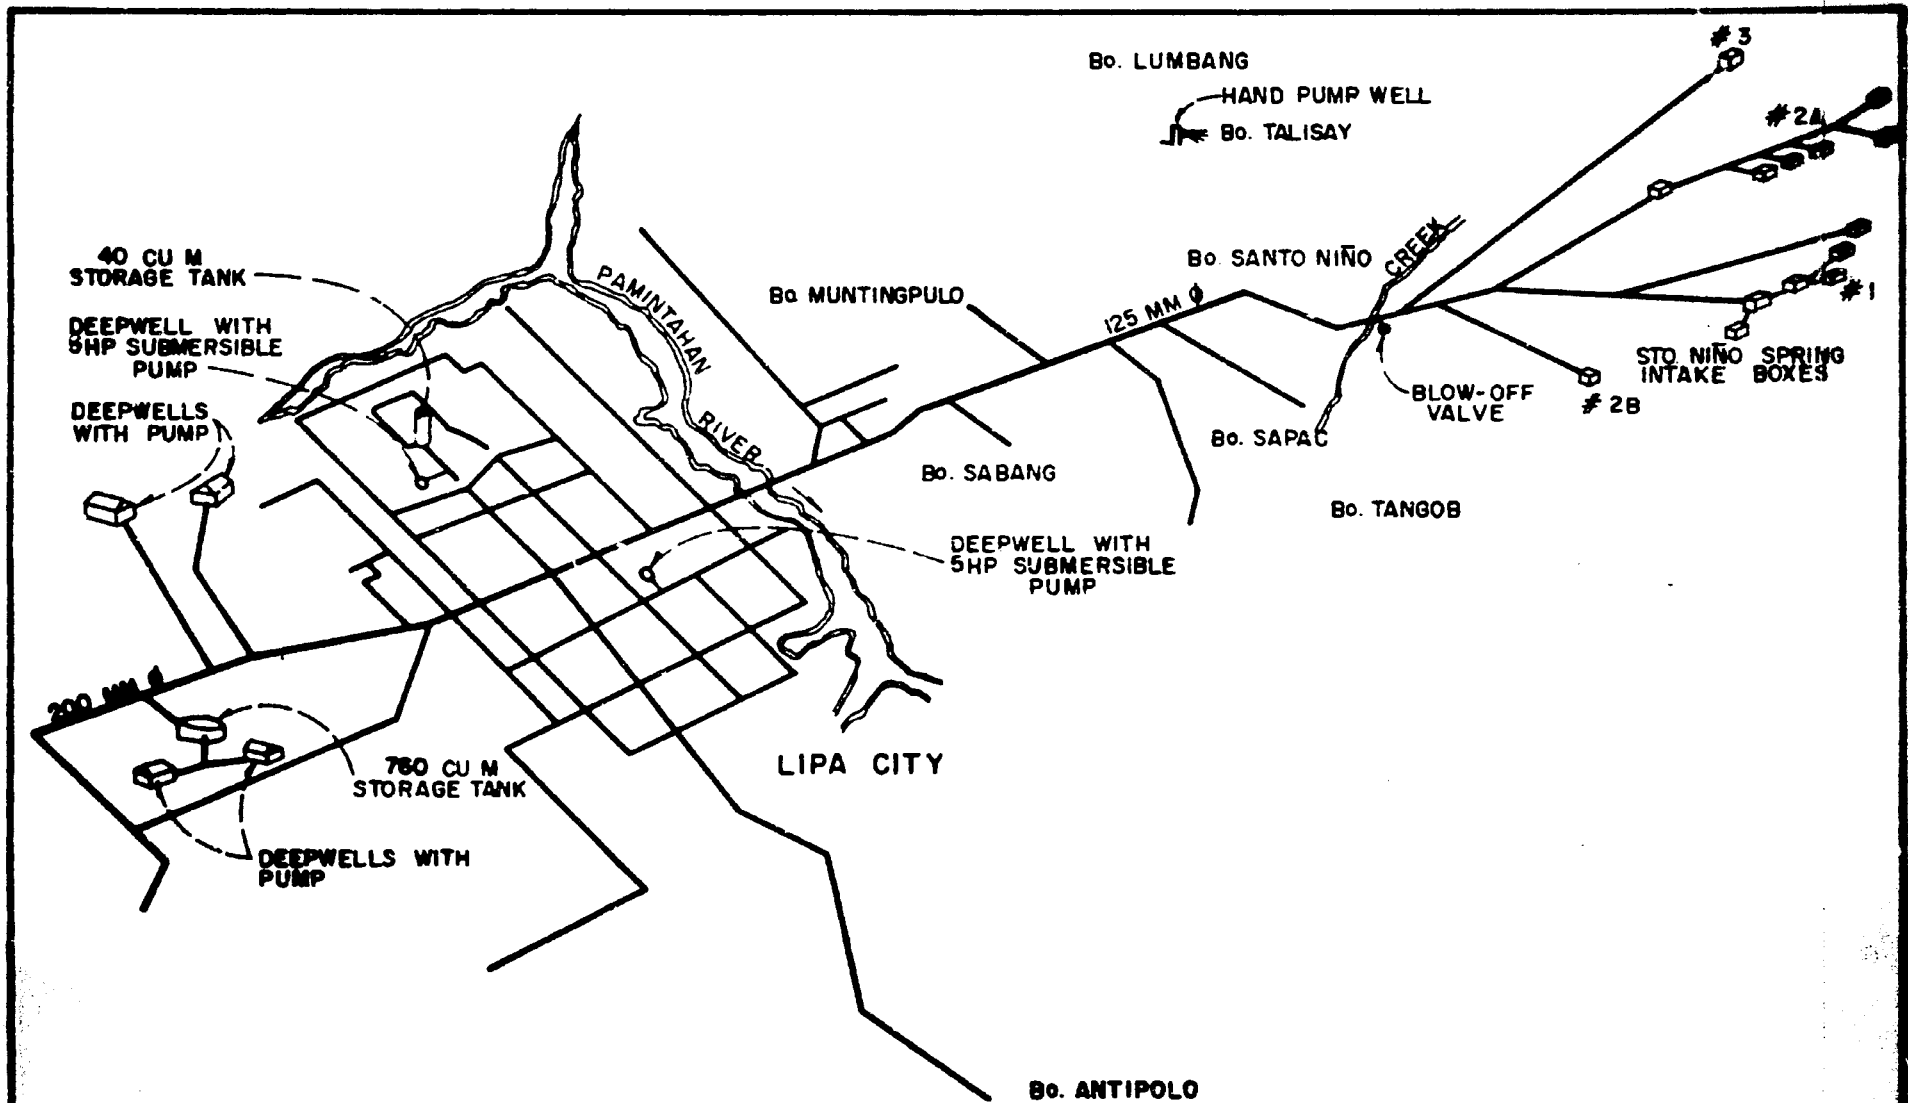 # 3
Bo. LUMBANG
HAND PUMP WELL
# 2A
Bo. TALISAY
CREEK
40 CU M
STORAGE TANK
Bo. SANTO NIÑO
PAMINTAHAN
RIVER
Bo. MUNTINGPULO
125 MM Ø
# 1
DEEPWELL WITH
5HP SUBMERSIBLE
PUMP
STO. NIÑO SPRING
INTAKE BOXES
BLOW-OFF
VALVE
# 2B
DEEPWELLS
WITH PUMP
Bo. SAPAC
Bo. SABANG
Bo. TANGOB
DEEPWELL WITH
5HP SUBMERSIBLE
PUMP
200 MM Ø
LIPA CITY
760 CU M
STORAGE TANK
DEEPWELLS WITH
PUMP
Bo. ANTIPOLO